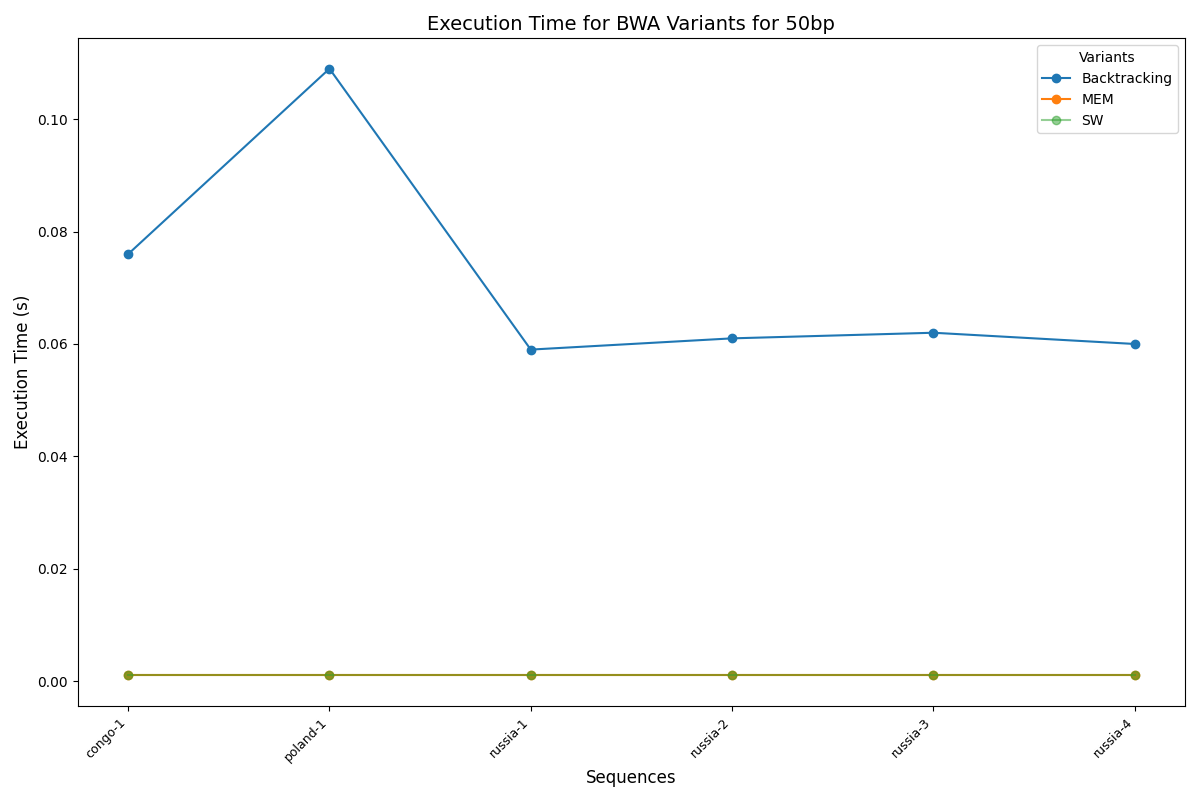 Execution Time for BWA Variants for 50bp
Variants
Backtracking
MEM
SW
Execution Time (s)
0.10
0.08
0.06
0.04
0.02
0.00
congo-1
poland-1
russia-1
russia-2
russia-3
russia-4
Sequences